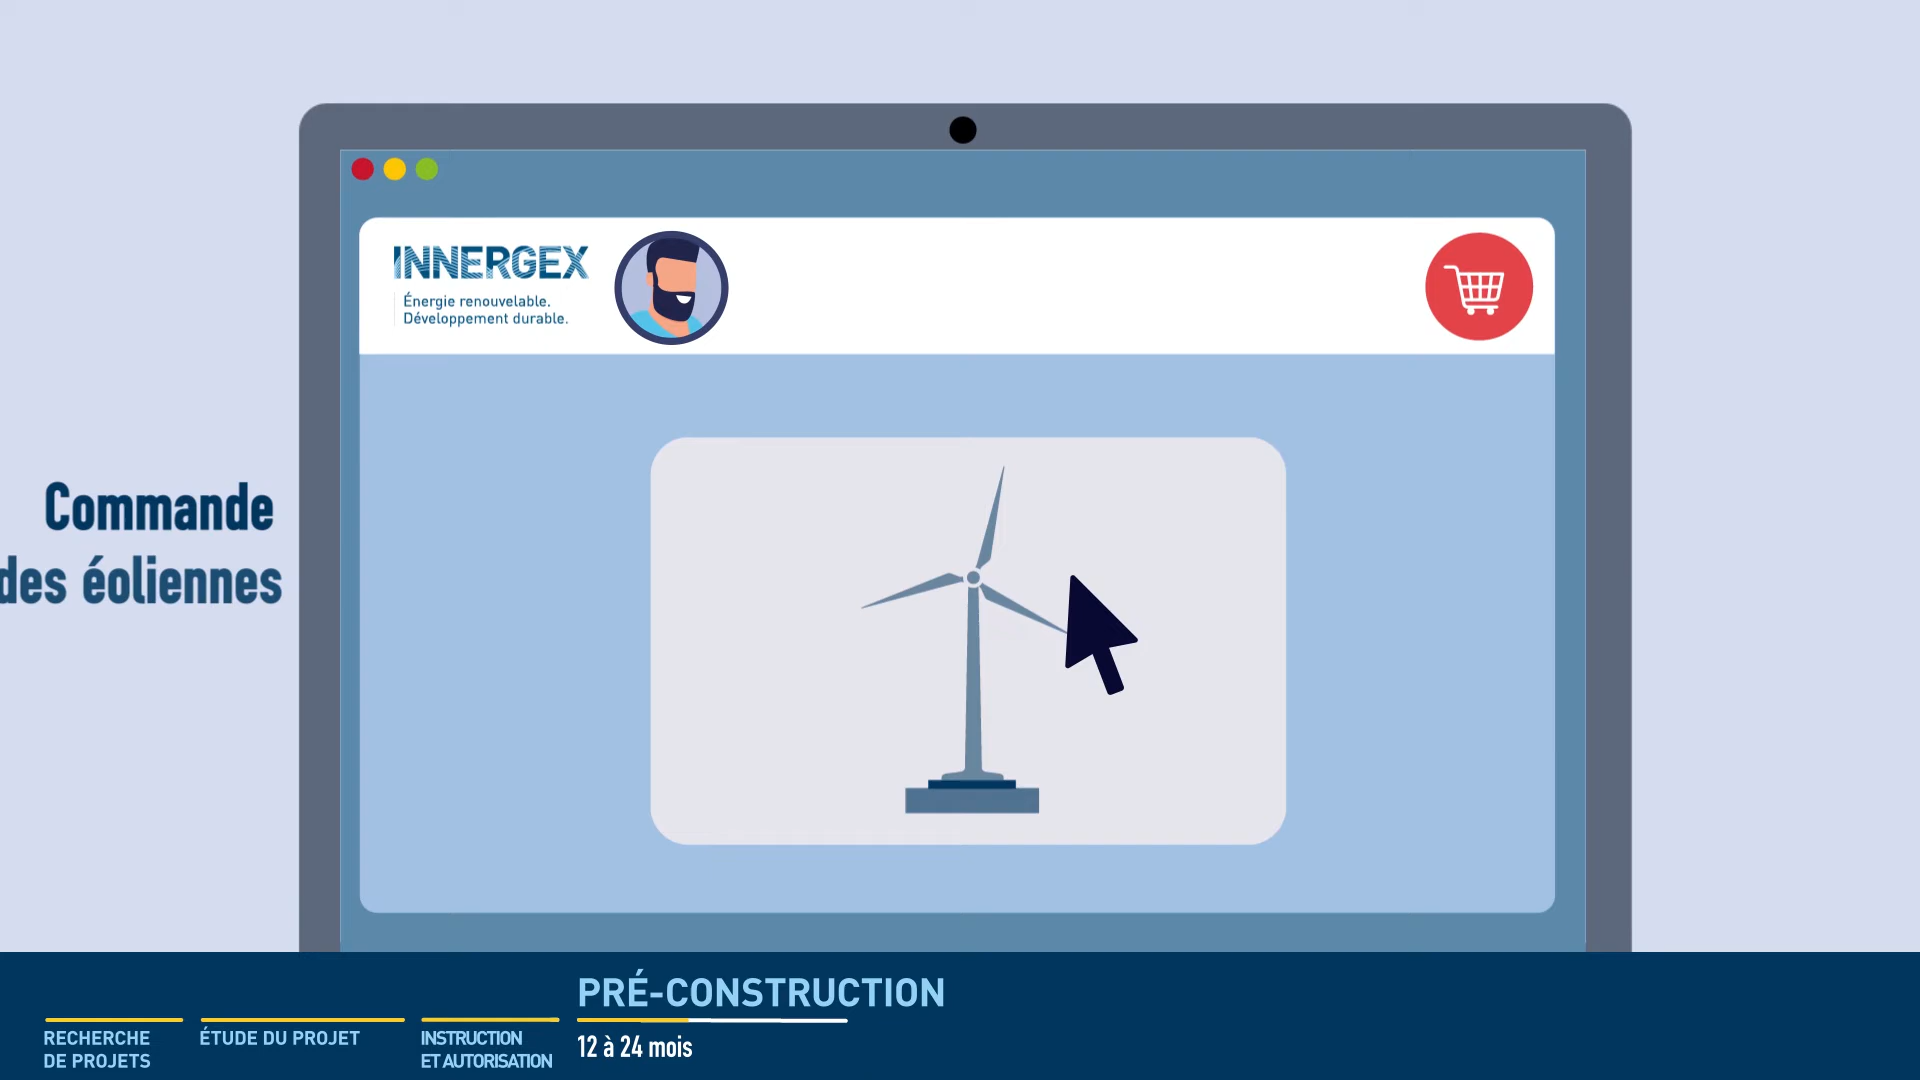 INNERGEX
Énergie renouvelable.
Développement durable.
Commande
des éoliennes
PRÉ-CONSTRUCTION
12 à 24 mois
RECHERCHE
DE PROJETS
ÉTUDE DU PROJET
INSTRUCTION
ET AUTORISATION